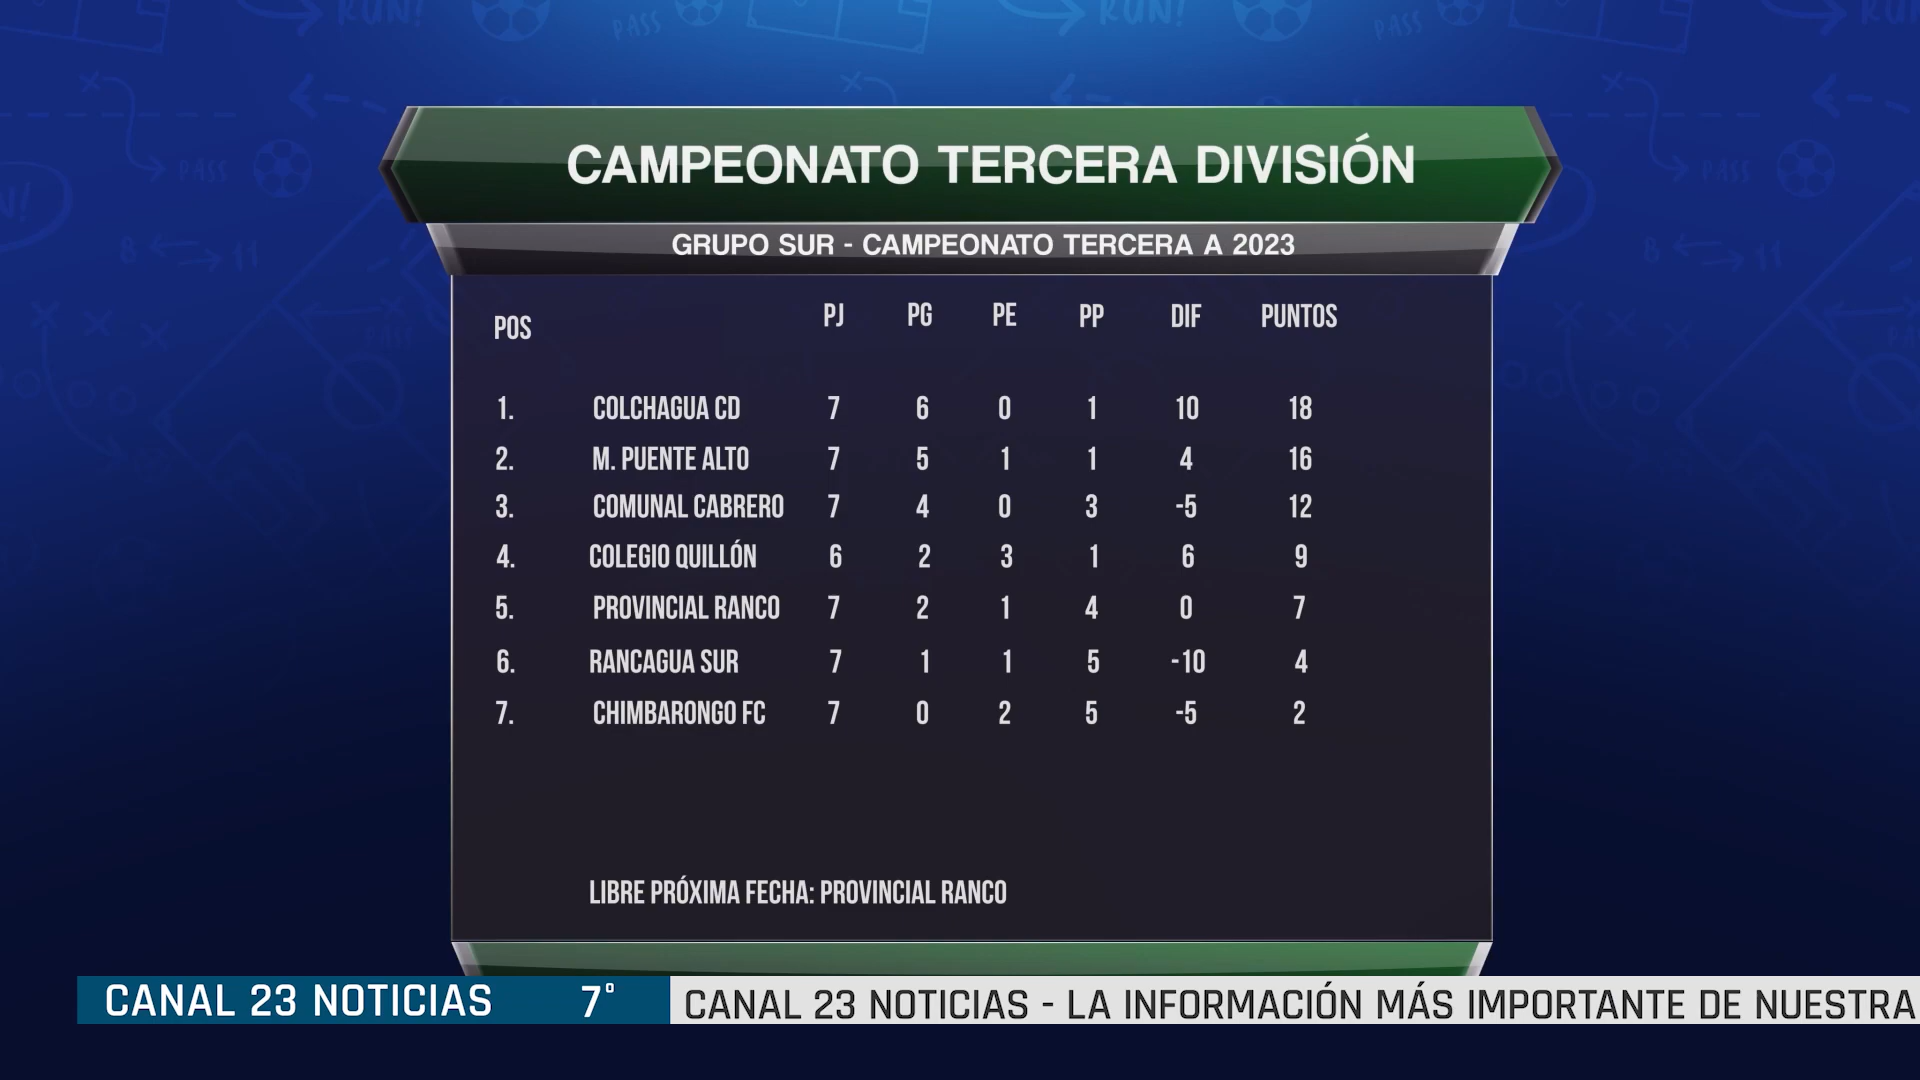 CAMPEONATO TERCERA DIVISIÓN
GRUPO SUR - CAMPEONATO TERCERA A 2023
POS PJ PG PE PP DIF PUNTOS
1. COLCHAGUA CD 7 6 0 1 10 18
2. M. PUENTE ALTO 7 5 1 1 4 16
3. COMUNAL CABRERO 7 4 0 3 -5 12
4. COLEGIO QUILLÓN 6 2 3 1 6 9
5. PROVINCIAL RANCO 7 2 1 4 0 7
6. RANCAGUA SUR 7 1 1 5 -10 4
7. CHIMBARONGO FC 7 0 2 5 -5 2
LIBRE PRÓXIMA FECHA: PROVINCIAL RANCO
CANAL 23 NOTICIAS 7° CANAL 23 NOTICIAS - LA INFORMACIÓN MÁS IMPORTANTE DE NUESTRA